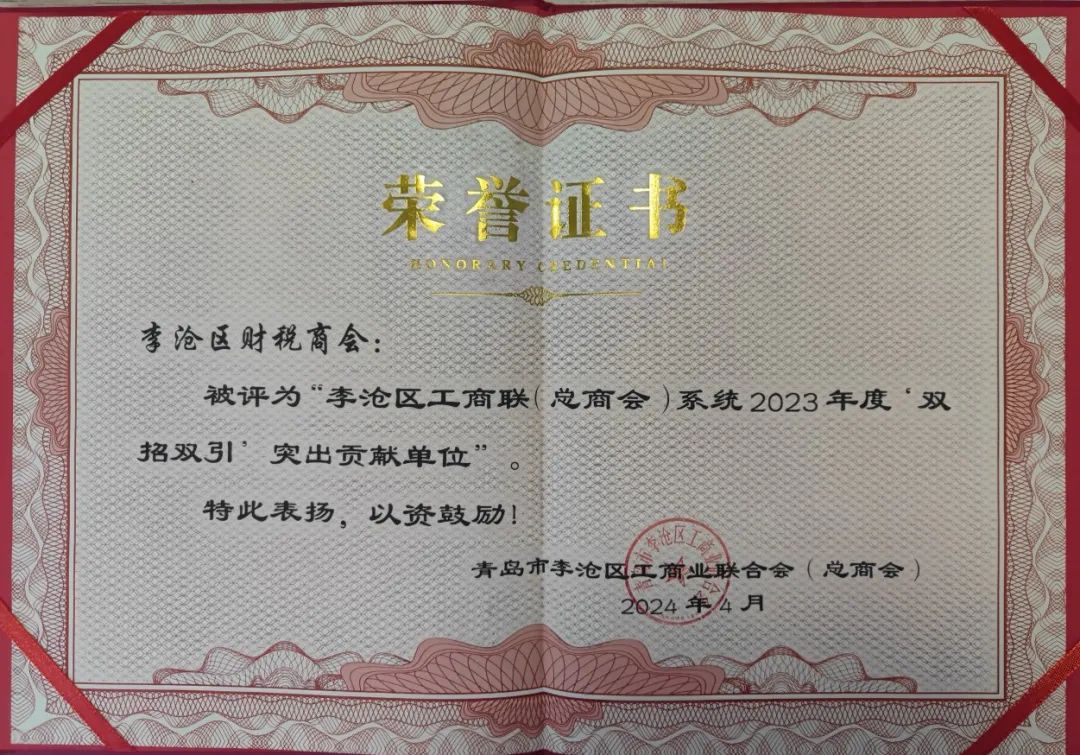 荣誉证书
HONORARY CREDENTIAL
李沧区财税商会：
被评为“李沧区工商联（总商会）系统2023年度‘双
招双引’突出贡献单位”。
特此表扬，以资鼓励！
青岛市李沧区工商业联合会（总商会）
2024年4月